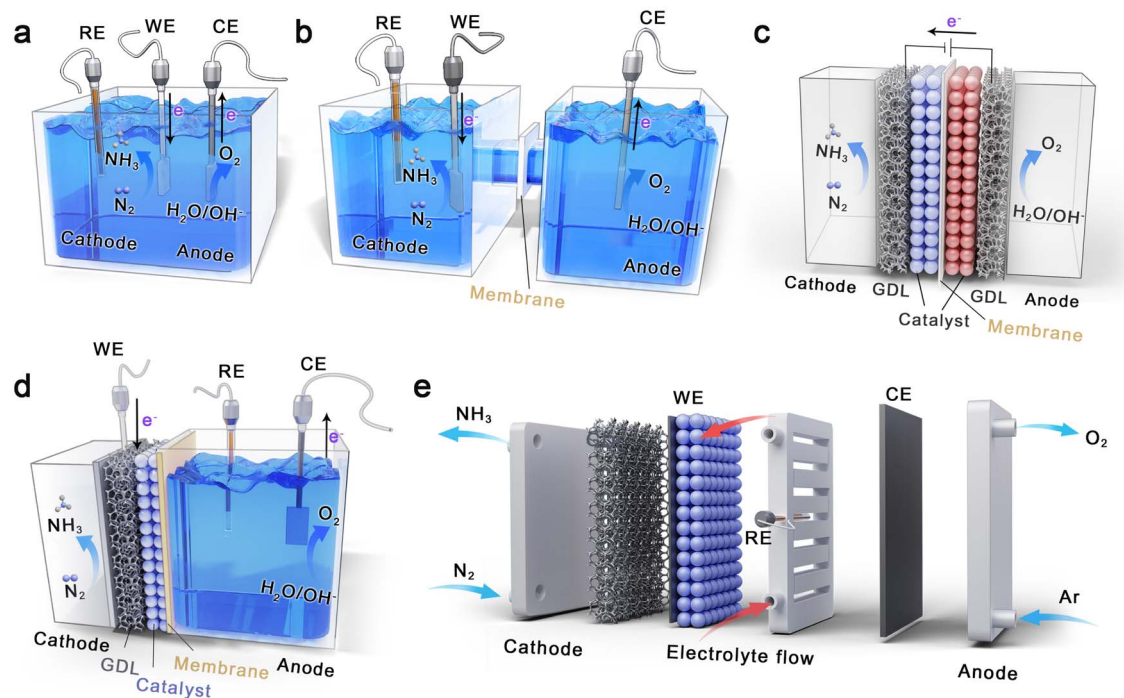 a
RE
WE
CE
e⁻
e⁻
NH₃
O₂
N₂
H₂O/OH⁻
Cathode
Anode
b
RE
WE
CE
e⁻
e
NH₃
O₂
N₂
H₂O/OH⁻
Cathode
Anode
Membrane
c
e⁻
NH₃
N₂
O₂
H₂O/OH⁻
Cathode
GDL
GDL
Anode
Catalyst
Membrane
d
WE
RE
CE
e⁻
e⁻
NH₃
N₂
O₂
H₂O/OH⁻
Cathode
GDL
Catalyst
Membrane
Anode
e
NH₃
WE
CE
O₂
RE
N₂
Ar
Cathode
Electrolyte flow
Anode